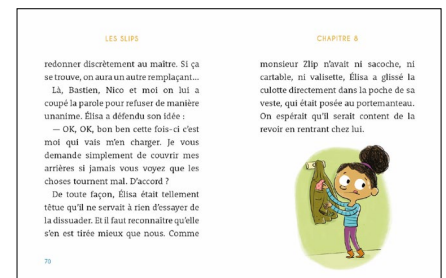 LES SLIPS
redonner discrètement au maître. Si ça
se trouve, on aura un autre remplaçant...
Là, Bastien, Nico et moi on lui a
coupé la parole pour refuser de manière
unanime. Élisa a défendu son idée :
— OK, OK, bon ben cette fois-ci c'est
moi qui vais m'en charger. Je vous
demande simplement de couvrir mes
arrières si jamais vous voyez que les
choses tournent mal. D'accord ?
De toute façon, Élisa était tellement
têtue qu'il ne servait à rien d'essayer de
la dissuader. Et il faut reconnaître qu'elle
s'en est tirée mieux que nous. Comme
70
CHAPITRE 6
monsieur Zlip n'avait ni sacoche, ni
cartable, ni valisette, Élisa a glissé la
culotte directement dans la poche de sa
veste, qui était posée au portemanteau.
On espérait qu'il serait content de la
revoir en rentrant chez lui.